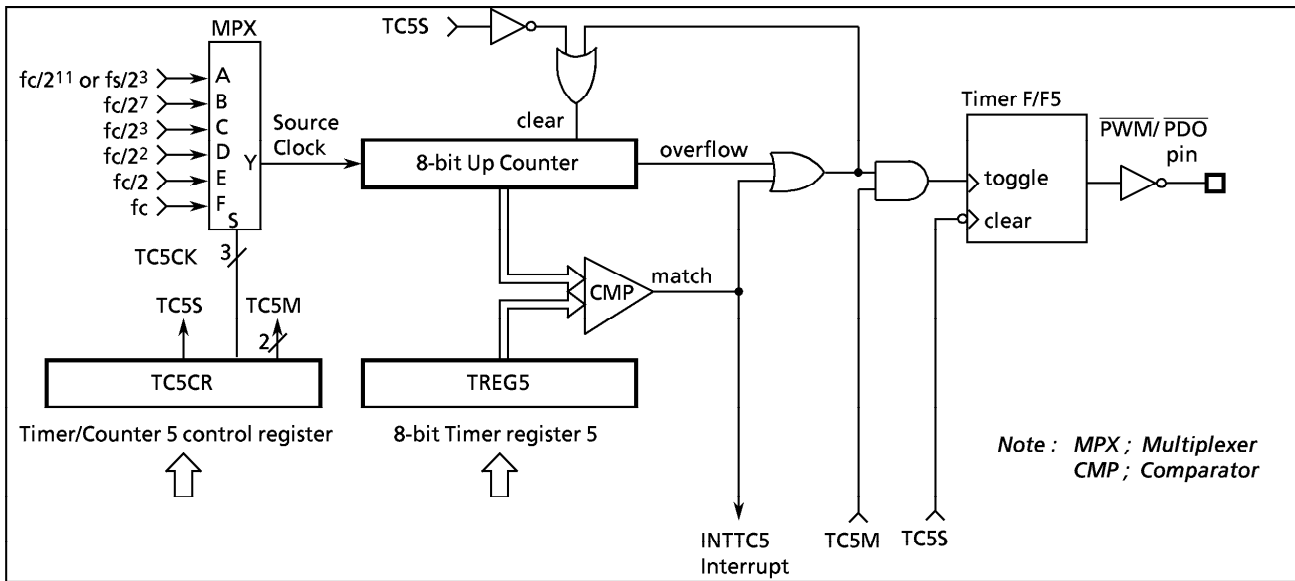 MPX
TC5S
fc/2¹¹ or fs/2³
fc/2⁷
fc/2³
fc/2²
fc/2
fc
A
B
C
D
E
F
Y
S
Source
Clock
clear
8-bit Up Counter
overflow
Timer F/F5
toggle
clear
P̅W̅M̅/ P̅D̅O̅
pin
TC5CK
3
TC5S
TC5M
2
CMP
match
TC5CR
TREG5
Timer/Counter 5 control register
8-bit Timer register 5
Note : MPX ; Multiplexer
CMP ; Comparator
INTTC5
Interrupt
TC5M
TC5S